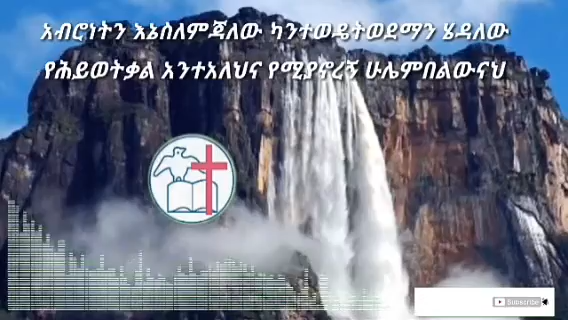 አብሮነትን እኔስለምጃለው ካንተወዴትወደማን ሄዳለው
የሕይወትቃል አንተአለህና የሚያኖረኝ ሁሌምበልውናህ
Subscribe